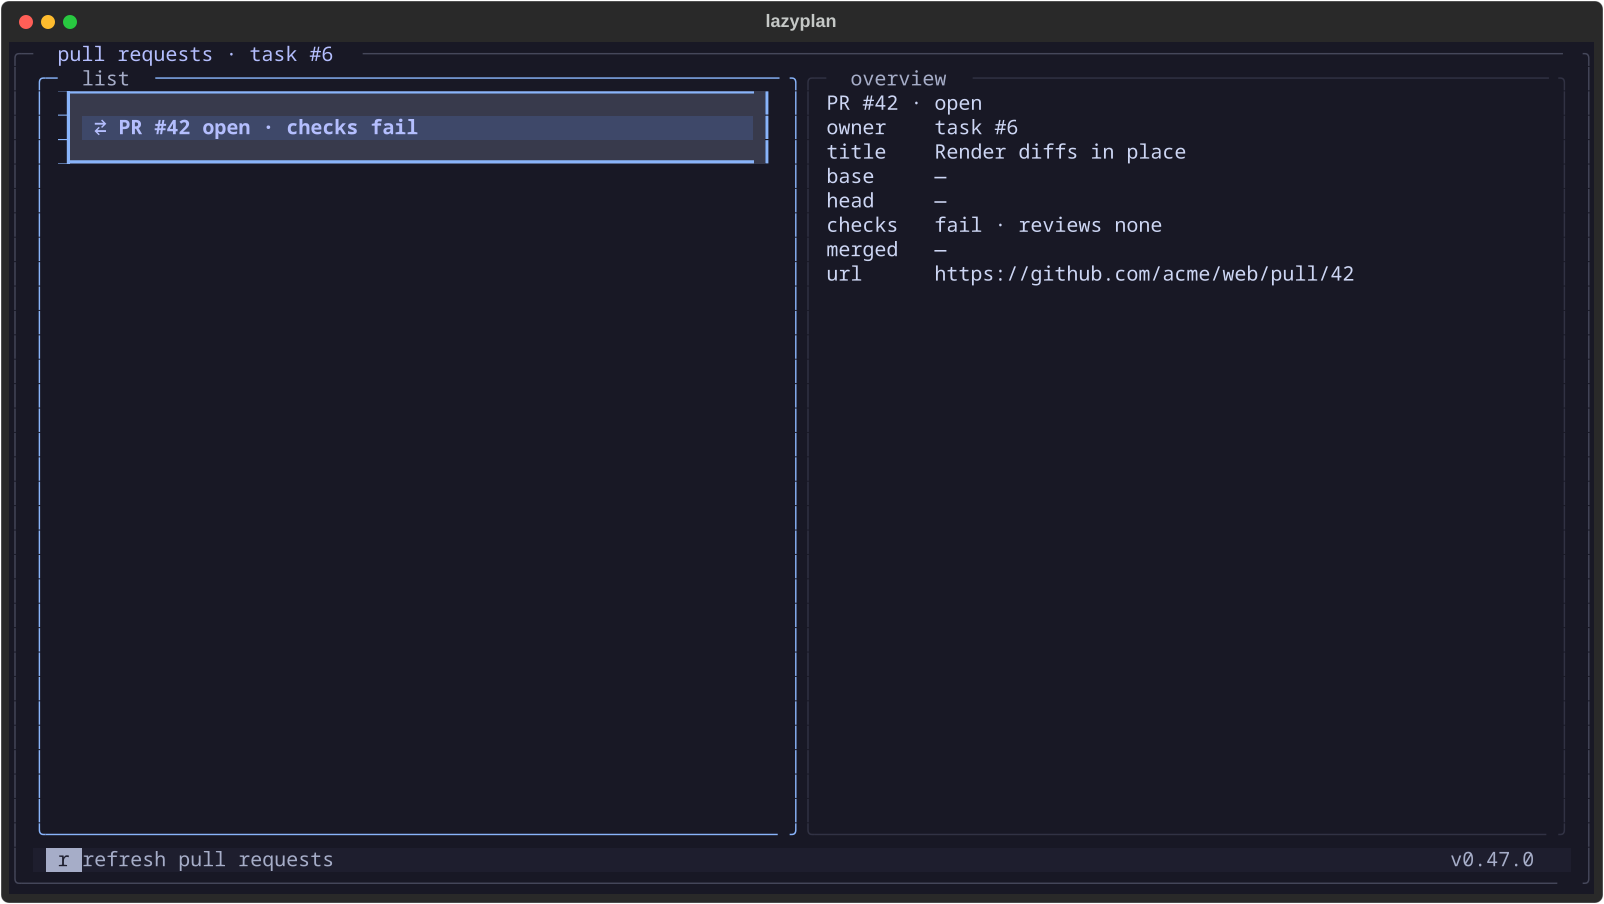 lazyplan
pull requests · task #6
list
⇄ PR #42 open · checks fail
overview
PR #42 · open
owner task #6
title Render diffs in place
base —
head —
checks fail · reviews none
merged —
url https://github.com/acme/web/pull/42
r refresh pull requests
v0.47.0